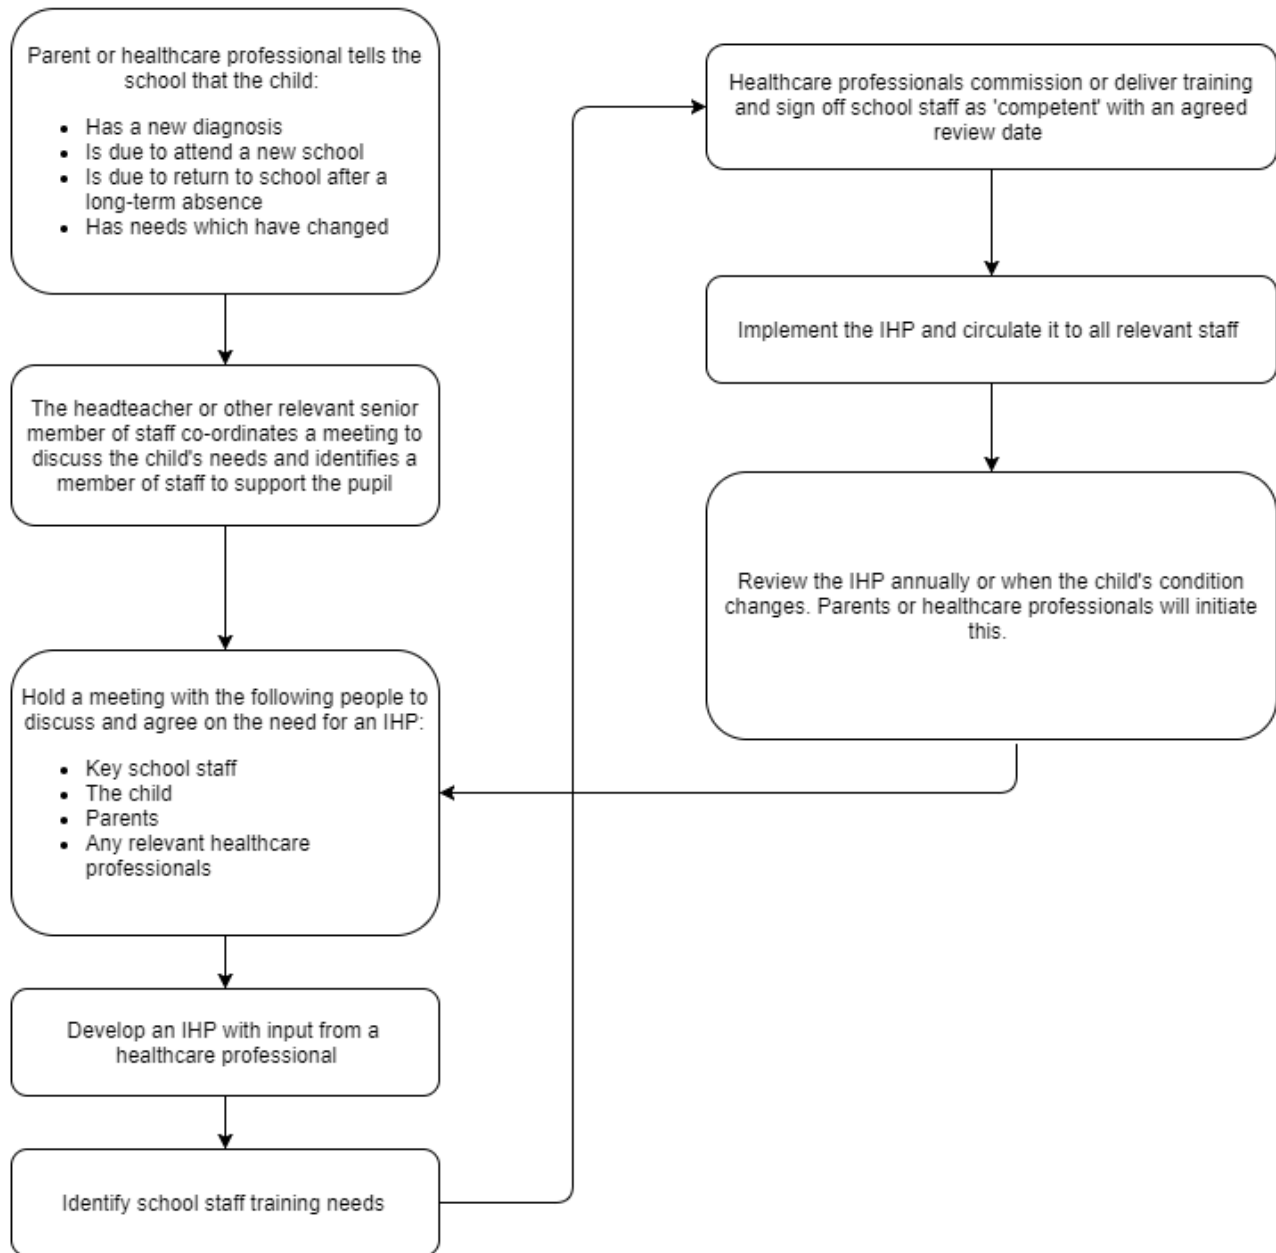 Parent or healthcare professional tells the
school that the child:
• Has a new diagnosis
• Is due to attend a new school
• Is due to return to school after a
long-term absence
• Has needs which have changed
The headteacher or other relevant senior
member of staff co-ordinates a meeting to
discuss the child's needs and identifies a
member of staff to support the pupil
Hold a meeting with the following people to
discuss and agree on the need for an IHP:
• Key school staff
• The child
• Parents
• Any relevant healthcare
professionals
Develop an IHP with input from a
healthcare professional
Identify school staff training needs
Healthcare professionals commission or deliver training
and sign off school staff as 'competent' with an agreed
review date
Implement the IHP and circulate it to all relevant staff
Review the IHP annually or when the child's condition
changes. Parents or healthcare professionals will initiate
this.